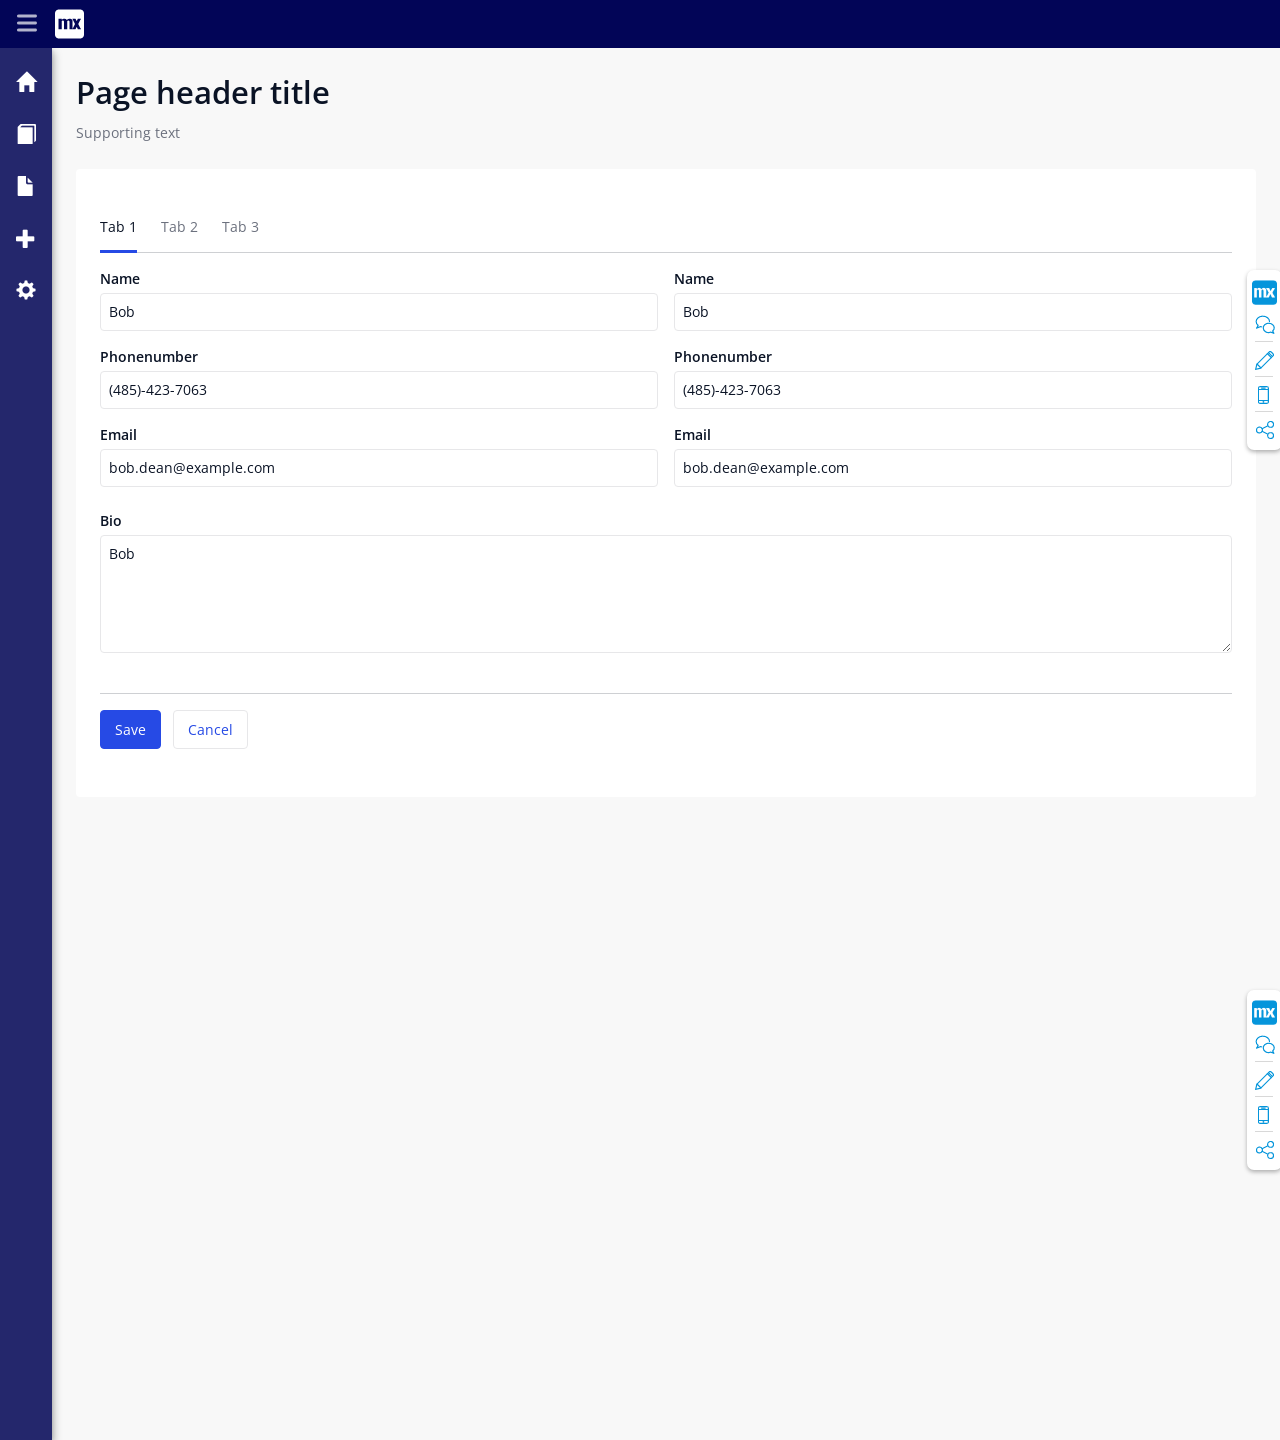 mx
Page header title
Supporting text
Tab 1 Tab 2 Tab 3
Name Name
Bob Bob
mx
Phonenumber Phonenumber
(485)-423-7063 (485)-423-7063
Email Email
bob.dean@example.com bob.dean@example.com
Bio
Bob
Save Cancel
mx